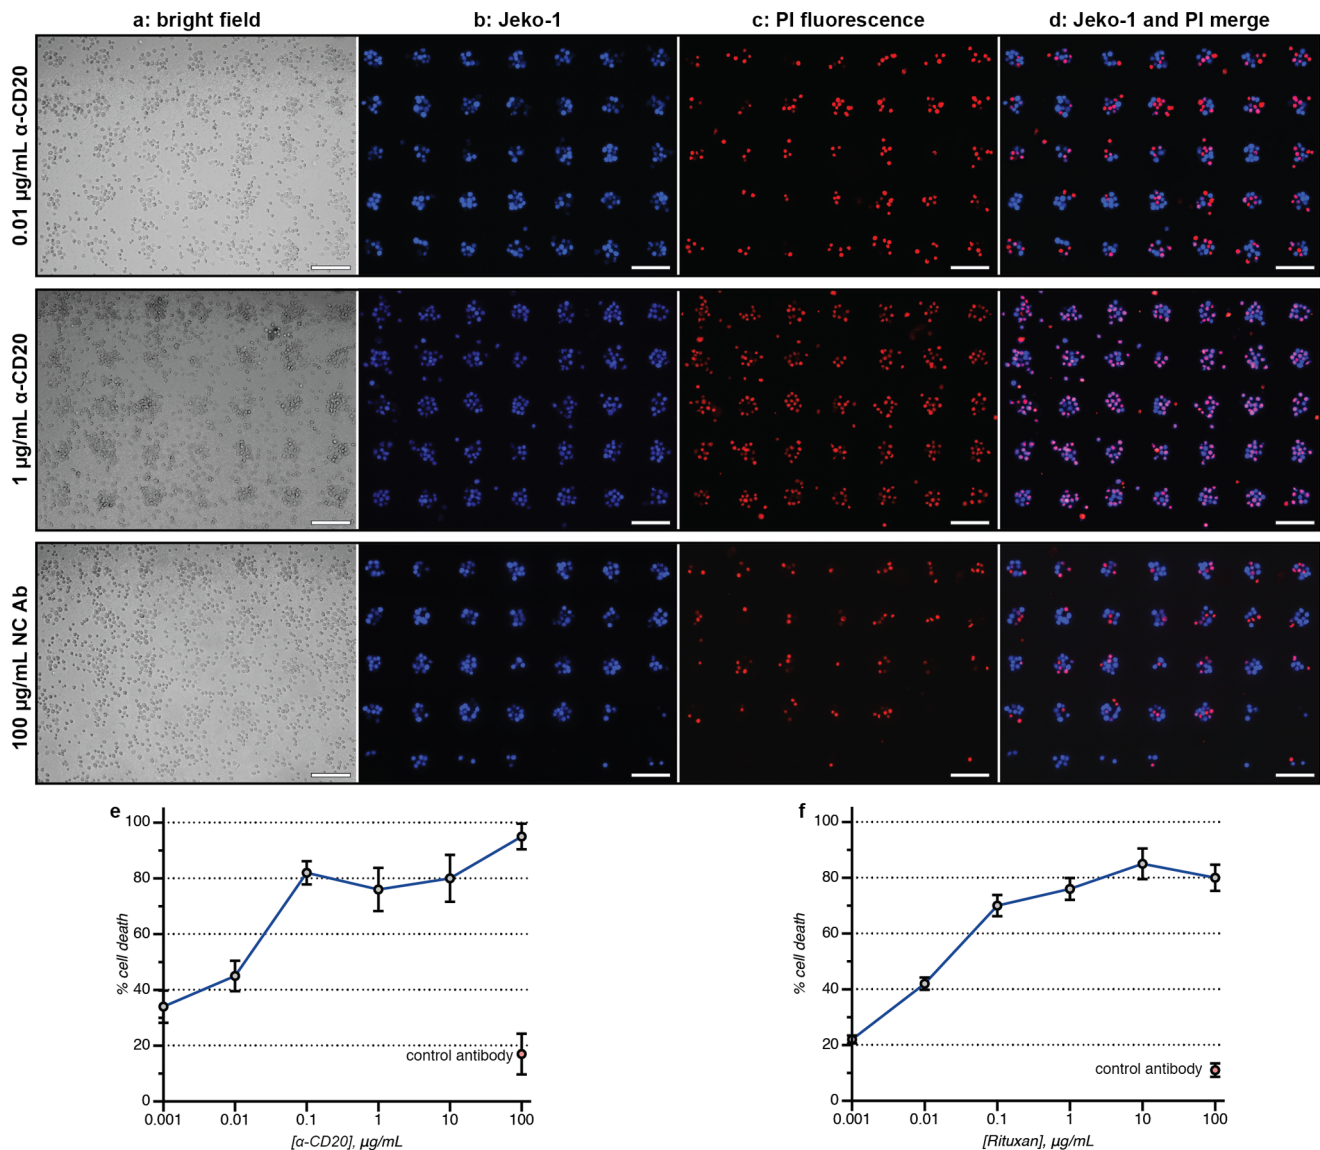 a: bright field
b: Jeko-1
c: PI fluorescence
d: Jeko-1 and PI merge
0.01 µg/mL α-CD20
1 µg/mL α-CD20
100 µg/mL NC Ab
e
100
80
60
40
20
0
% cell death
control antibody
0.001 0.01 0.1 1 10 100
[α-CD20], µg/mL
f
100
80
60
40
20
0
% cell death
control antibody
0.001 0.01 0.1 1 10 100
[Rituxan], µg/mL